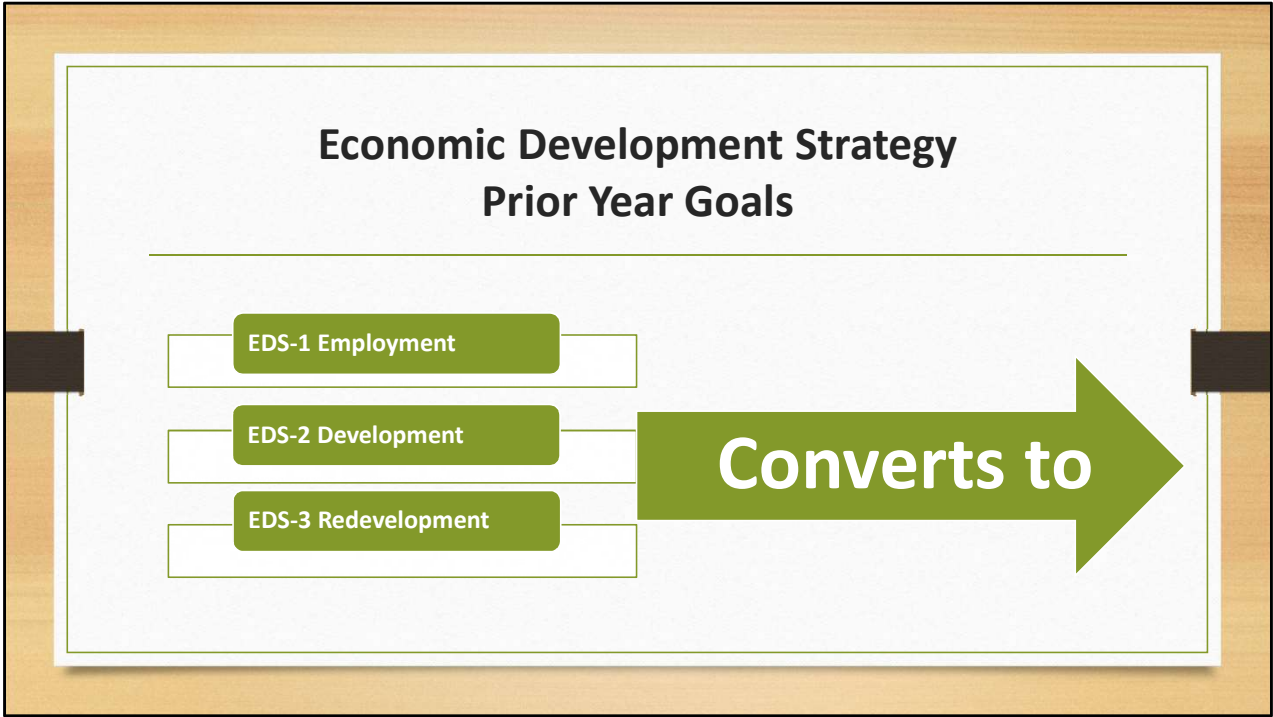 Economic Development Strategy
Prior Year Goals
EDS-1 Employment
EDS-2 Development
EDS-3 Redevelopment
Converts to